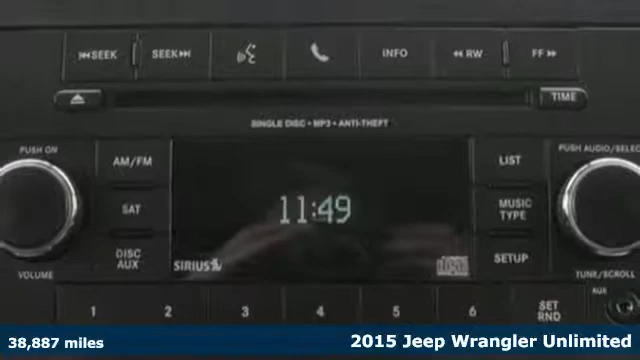 SEEK SEEK INFO RW FF
TIME
SINGLE DISC • MP3 • ANTI-THEFT
PUSH ON PUSH AUDIO/SELEC
AM/FM LIST
SAT MUSIC TYPE
11:49
DISC AUX SETUP
SIRIUS
VOLUME TUNE/SCROLL
AUX
1 2 3 4 5 6 SET RND
38,887 miles 2015 Jeep Wrangler Unlimited